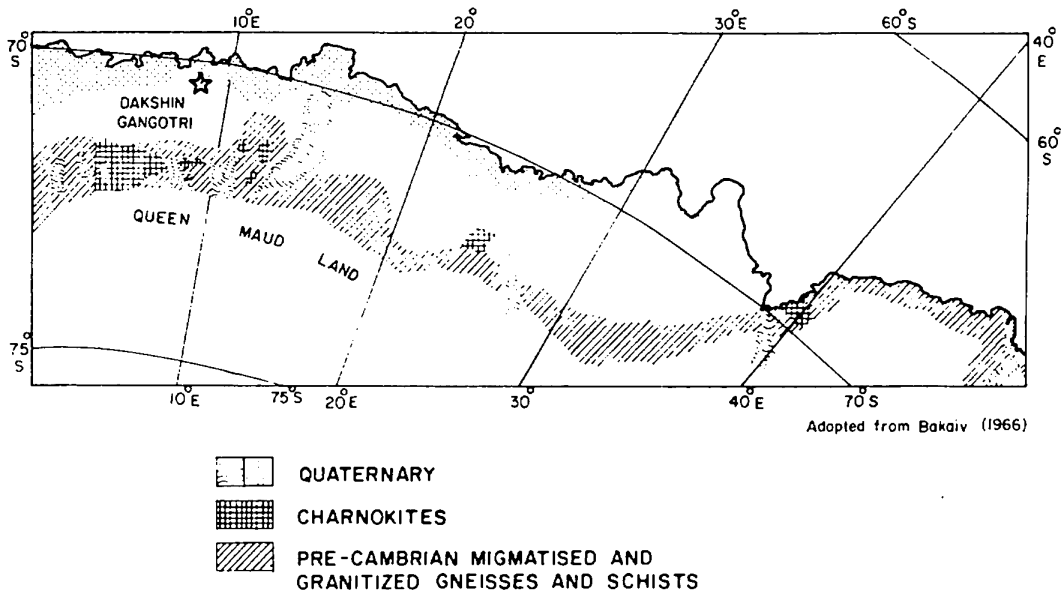 10°E
20°
30°E
60°S
40°
E
70°
S
60°
S
DAKSHIN
GANGOTRI
QUEEN
MAUD
LAND
75°
S
10°E
75°S
20°E
30°
40°E
70°S
Adopted from Bakaiv (1966)
QUATERNARY
CHARNOKITES
PRE-CAMBRIAN MIGMATISED AND
GRANITIZED GNEISSES AND SCHISTS